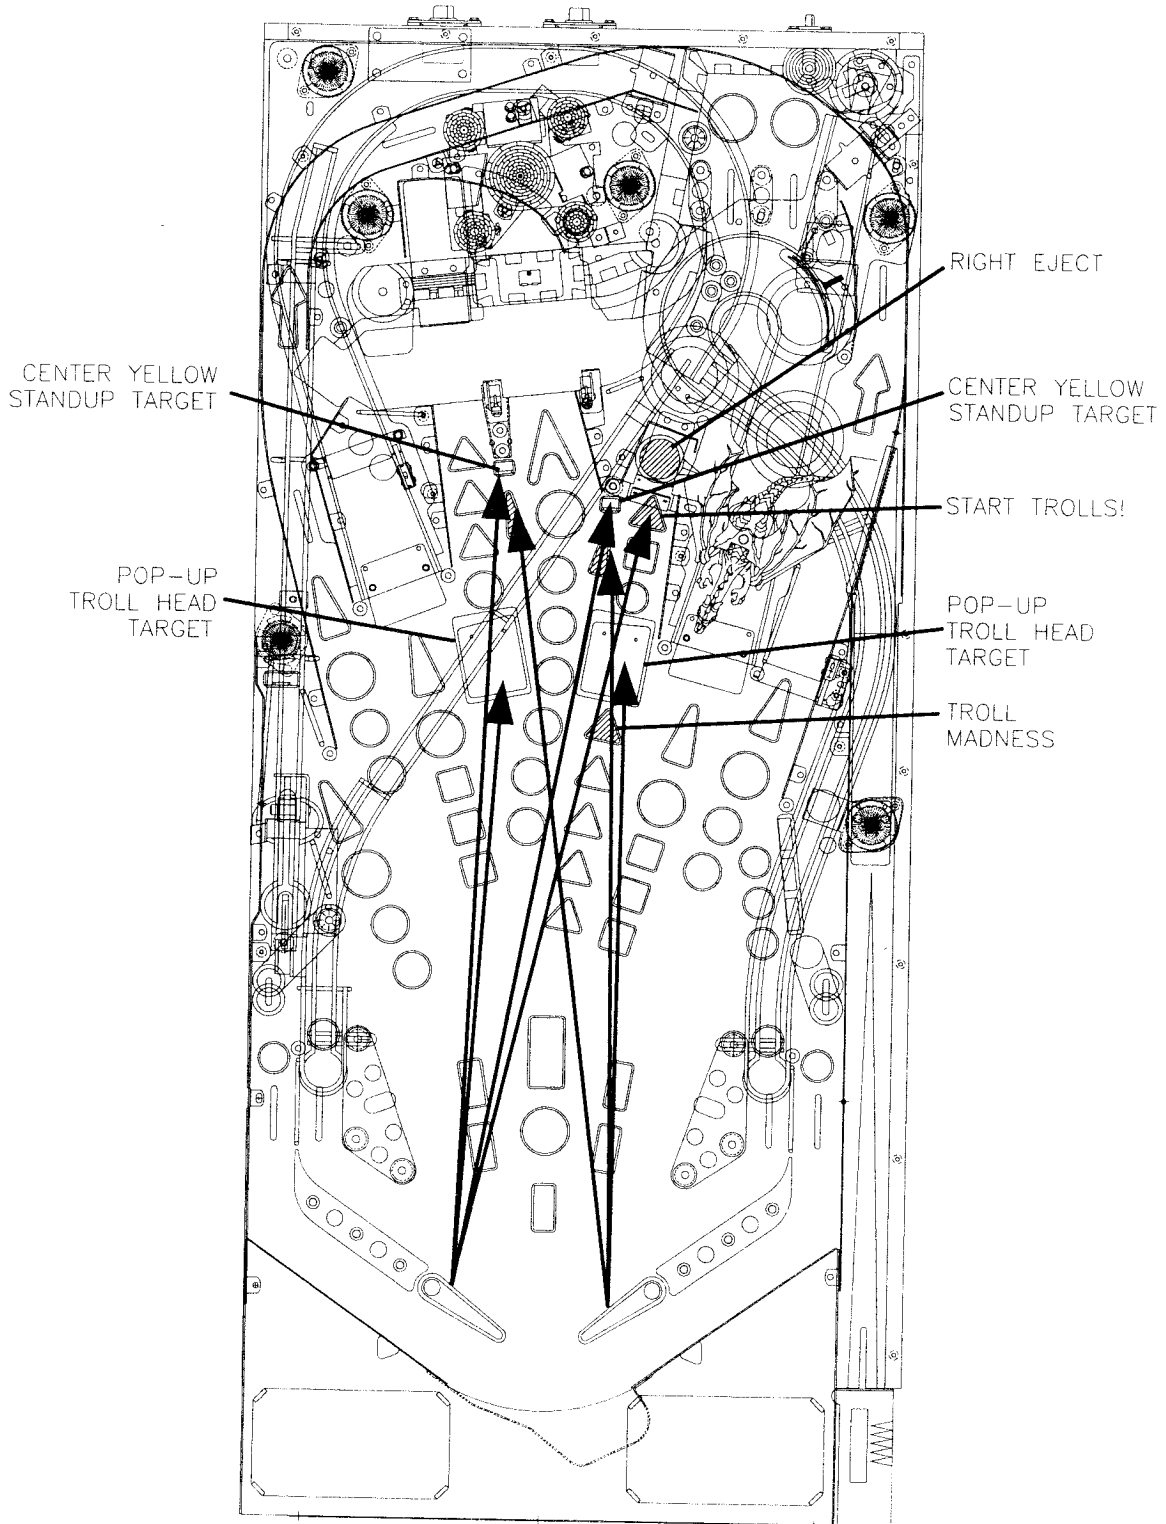 RIGHT EJECT
CENTER YELLOW
STANDUP TARGET
CENTER YELLOW
STANDUP TARGET
START TROLLS!
POP-UP
TROLL HEAD
TARGET
POP-UP
TROLL HEAD
TARGET
TROLL
MADNESS